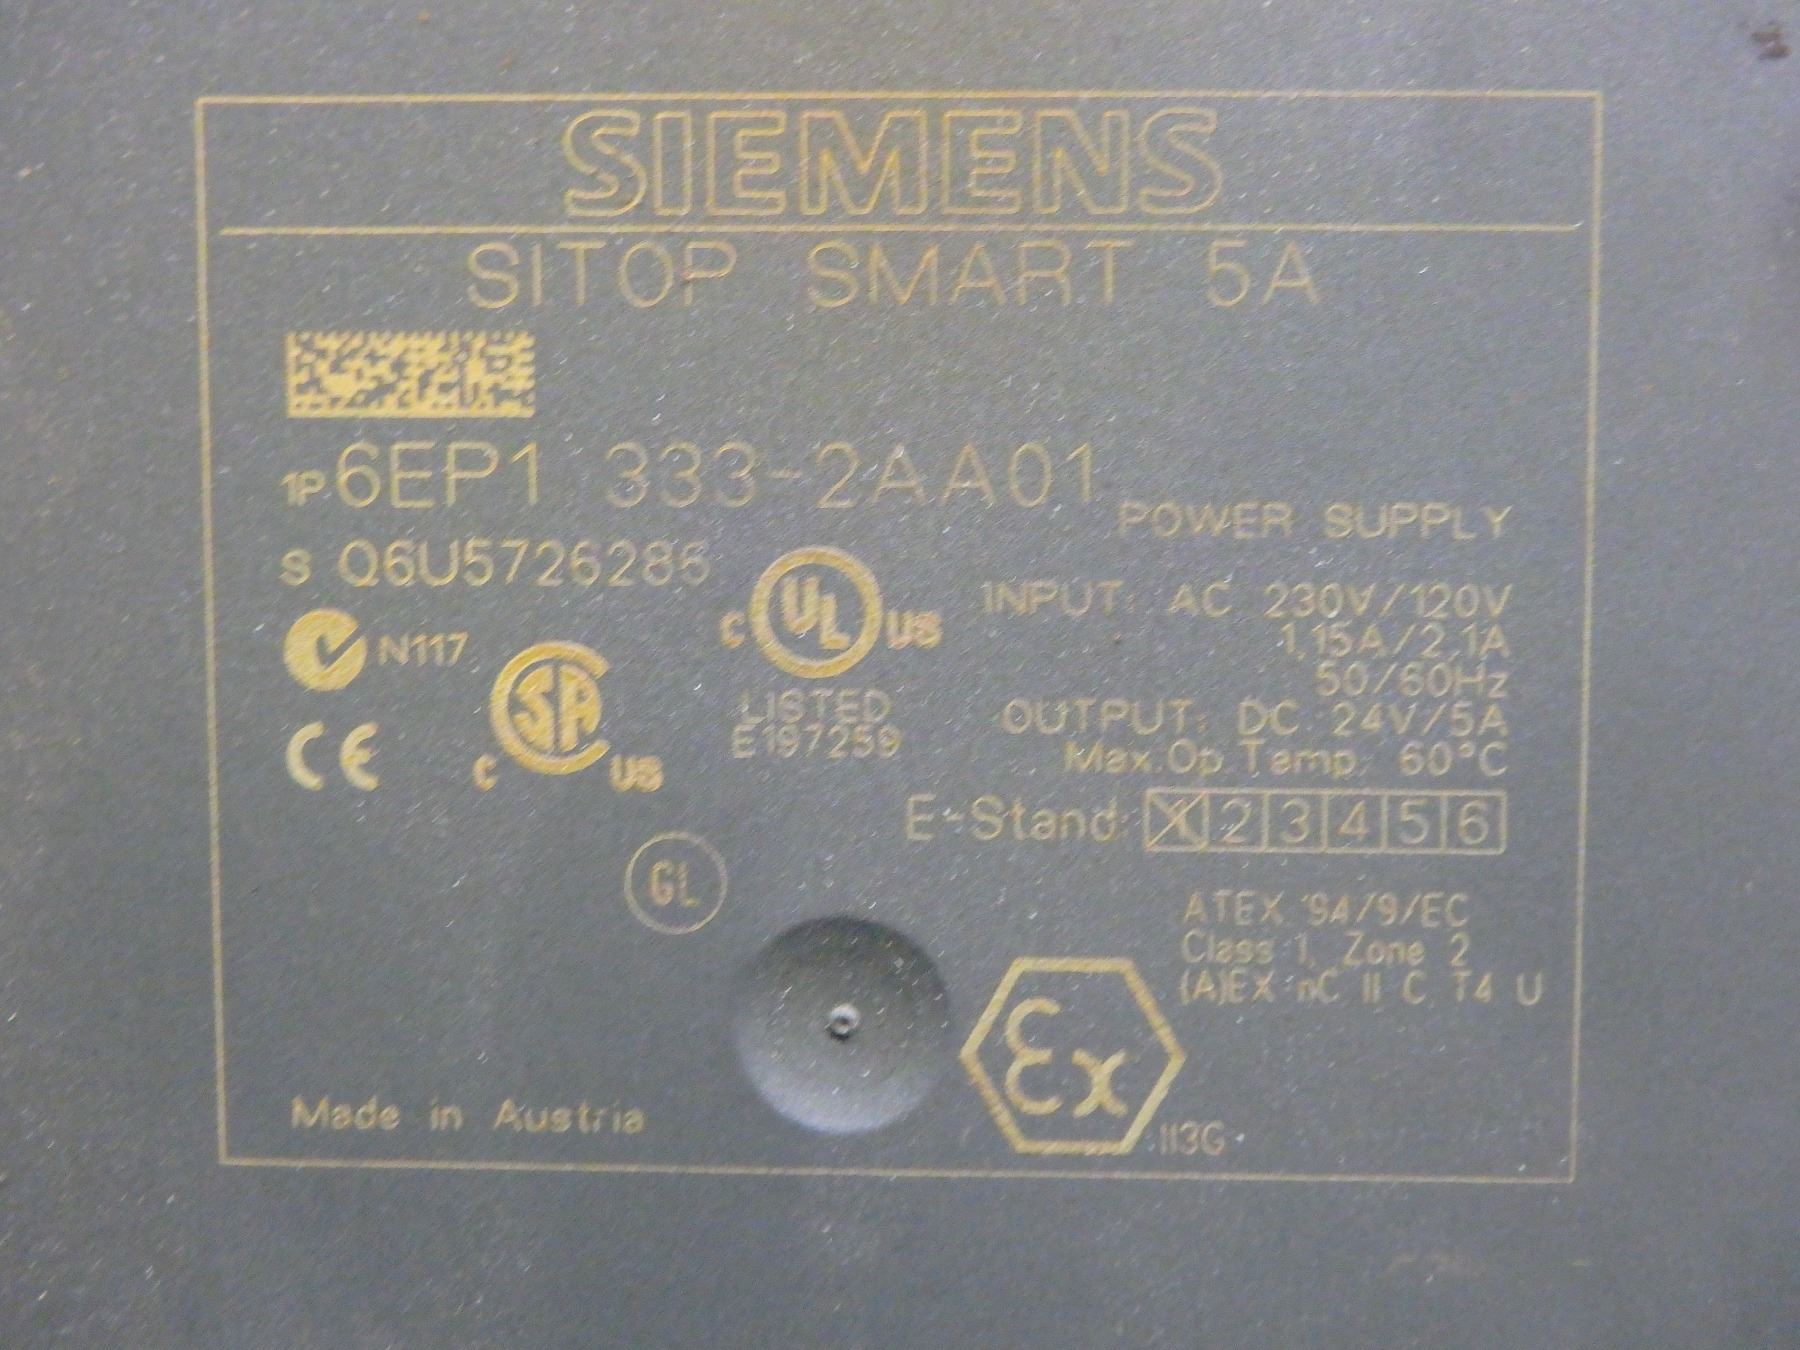 SIEMENS
SITOP SMART 5A
1P 6EP1 333-2AA01
POWER SUPPLY
S Q6U5726286
C UL US
LISTED
E197259
INPUT: AC 230V/120V
1,15A/2,1A
50/60Hz
OUTPUT: DC 24V/5A
Max.Op.Temp: 60°C
N117
C SA US
CE
E-Stand: X 2 3 4 5 6
GL
ATEX 94/9/EC
Class 1, Zone 2
(A)EX nC II C T4 U
Ex
II3G
Made in Austria